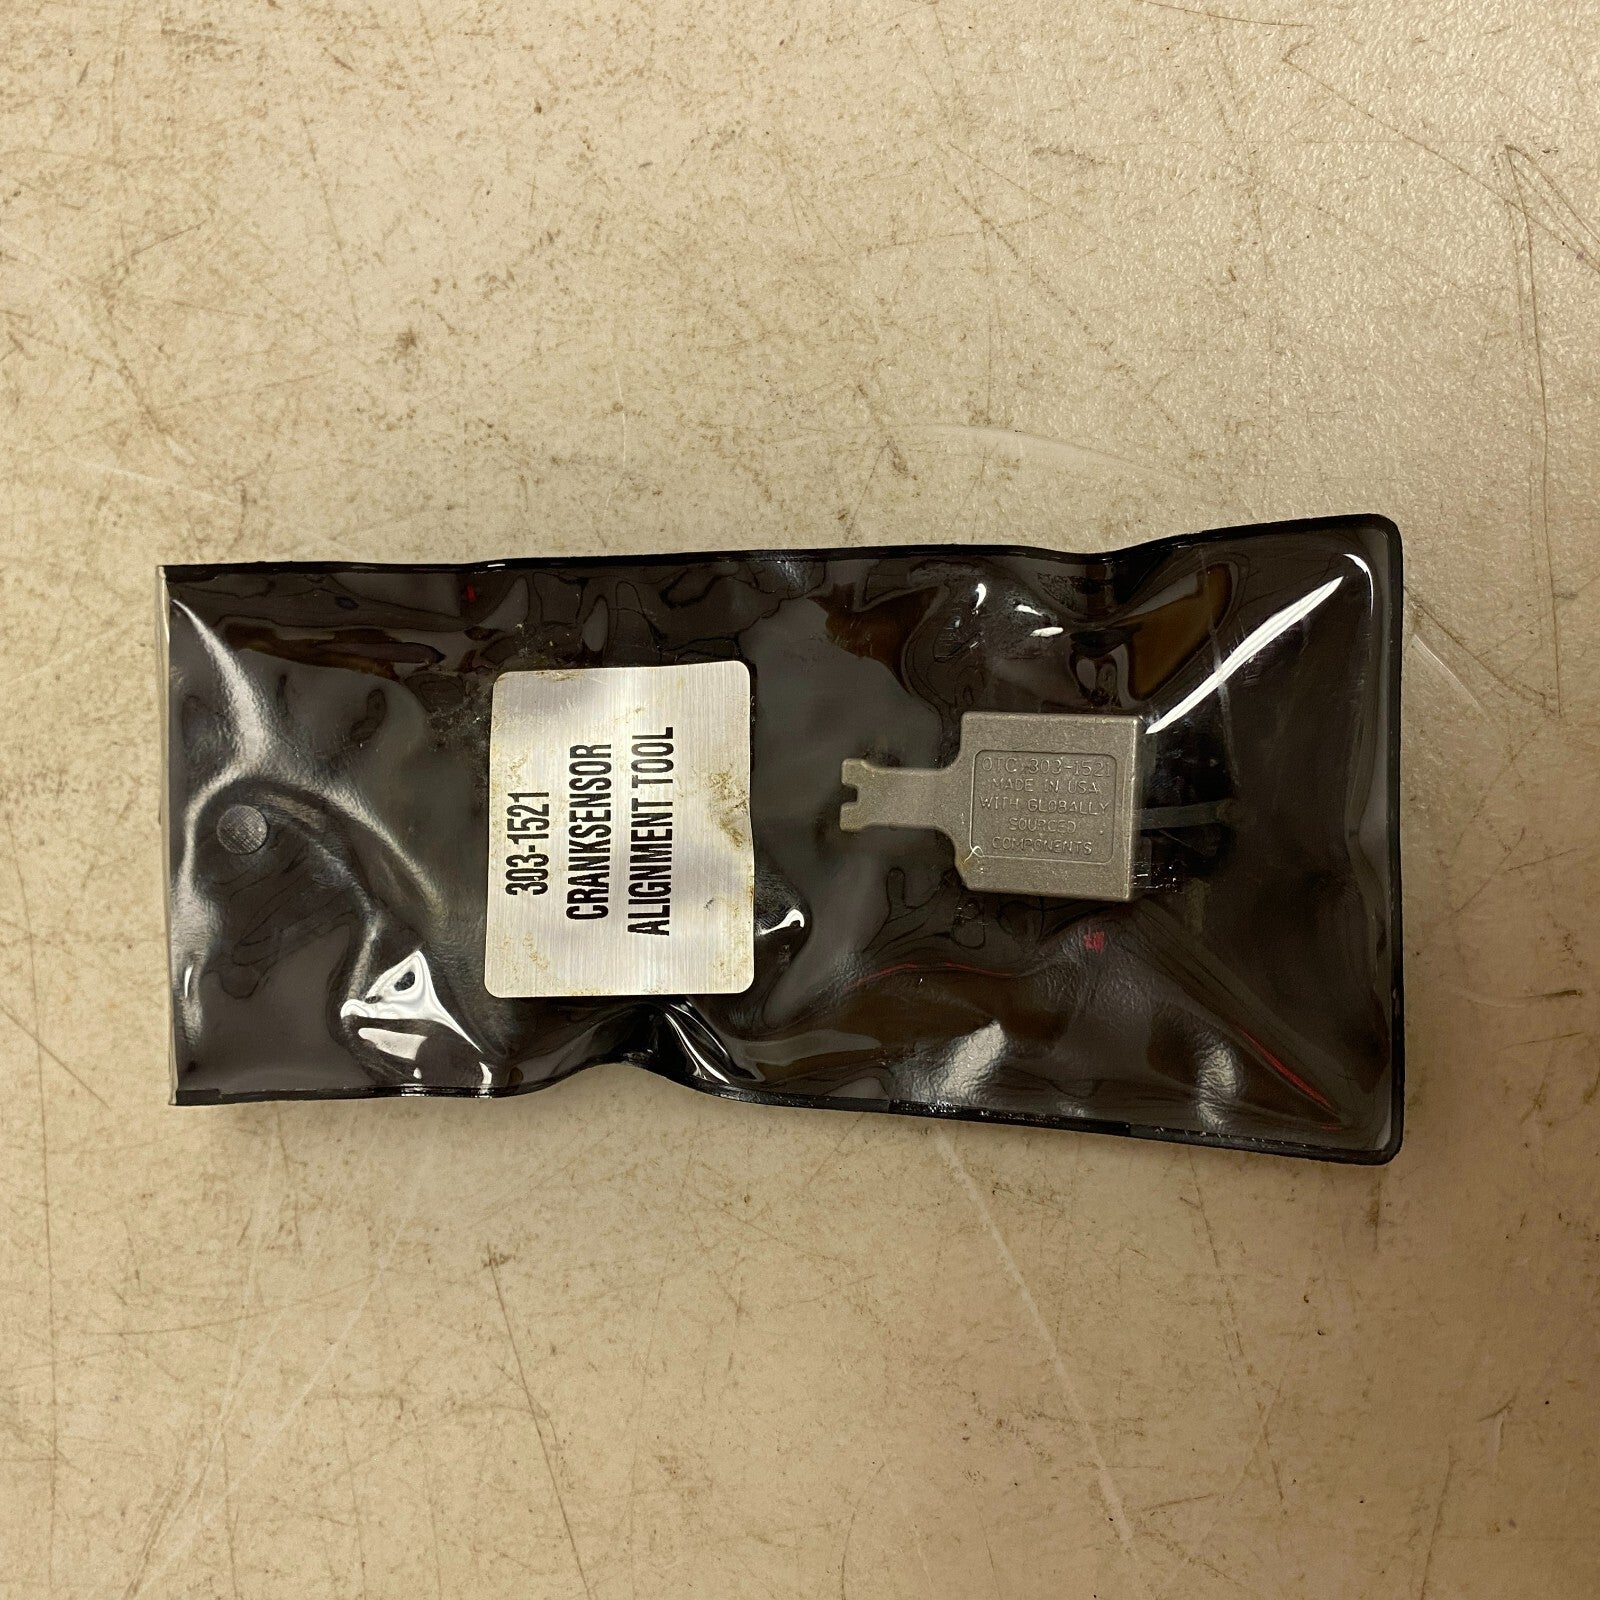 303-1521
CRANKSENSOR
ALIGNMENT TOOL
OTC 303-1521
MADE IN USA
WITH GLOBALLY
SOURCED
COMPONENTS